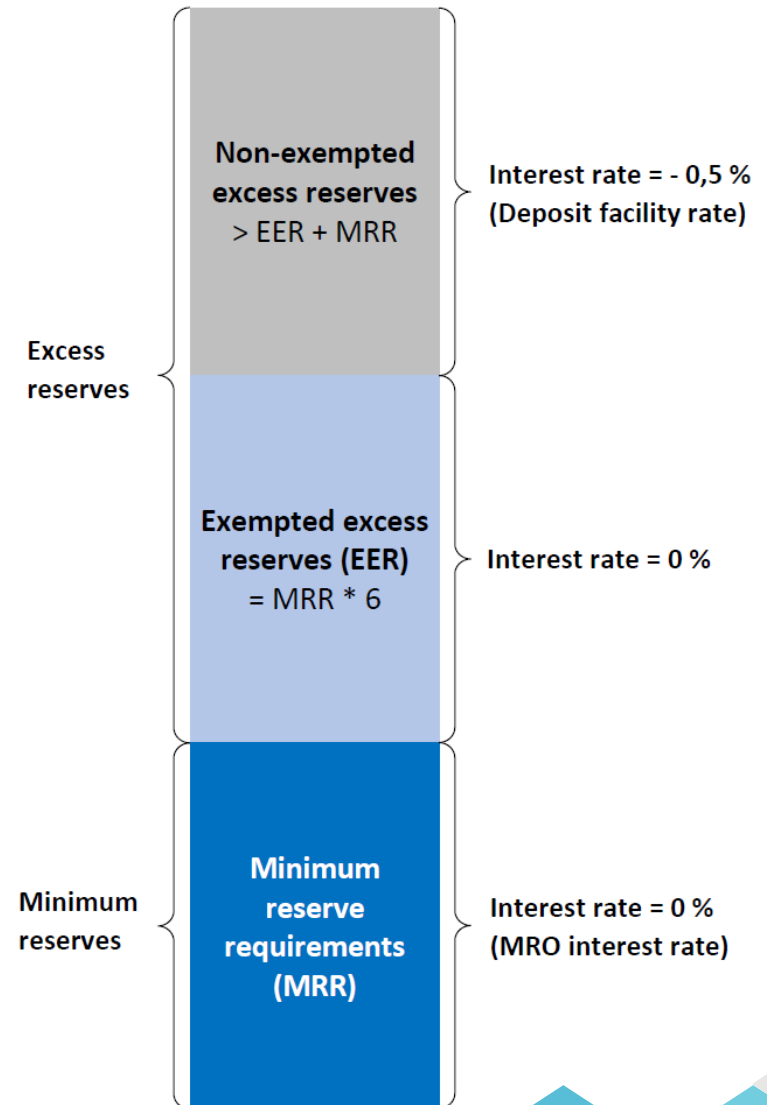 Non-exempted
excess reserves
> EER + MRR
Interest rate = - 0,5 %
(Deposit facility rate)
Excess
reserves
Exempted excess
reserves (EER)
= MRR * 6
Interest rate = 0 %
Minimum
reserves
Minimum
reserve
requirements
(MRR)
Interest rate = 0 %
(MRO interest rate)